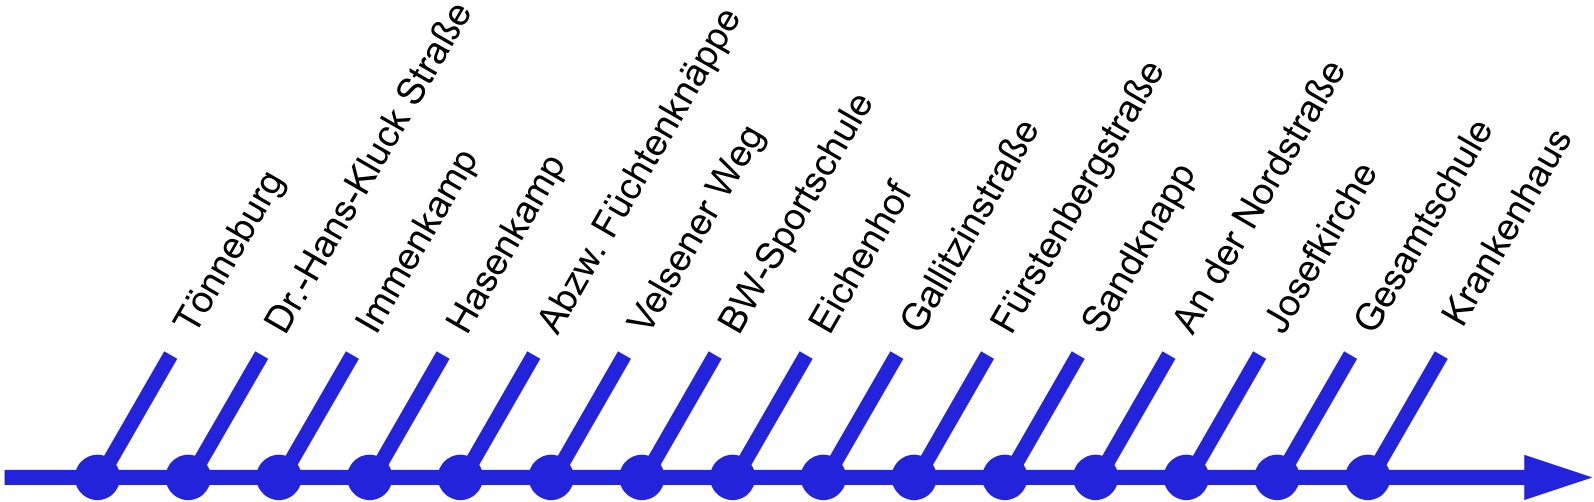 Tönneburg
Dr.-Hans-Kluck Straße
Immenkamp
Hasenkamp
Abzw. Füchtenknäppe
Velsener Weg
BW-Sportschule
Eichenhof
Gallitzinstraße
Fürstenbergstraße
Sandknapp
An der Nordstraße
Josefkirche
Gesamtschule
Krankenhaus